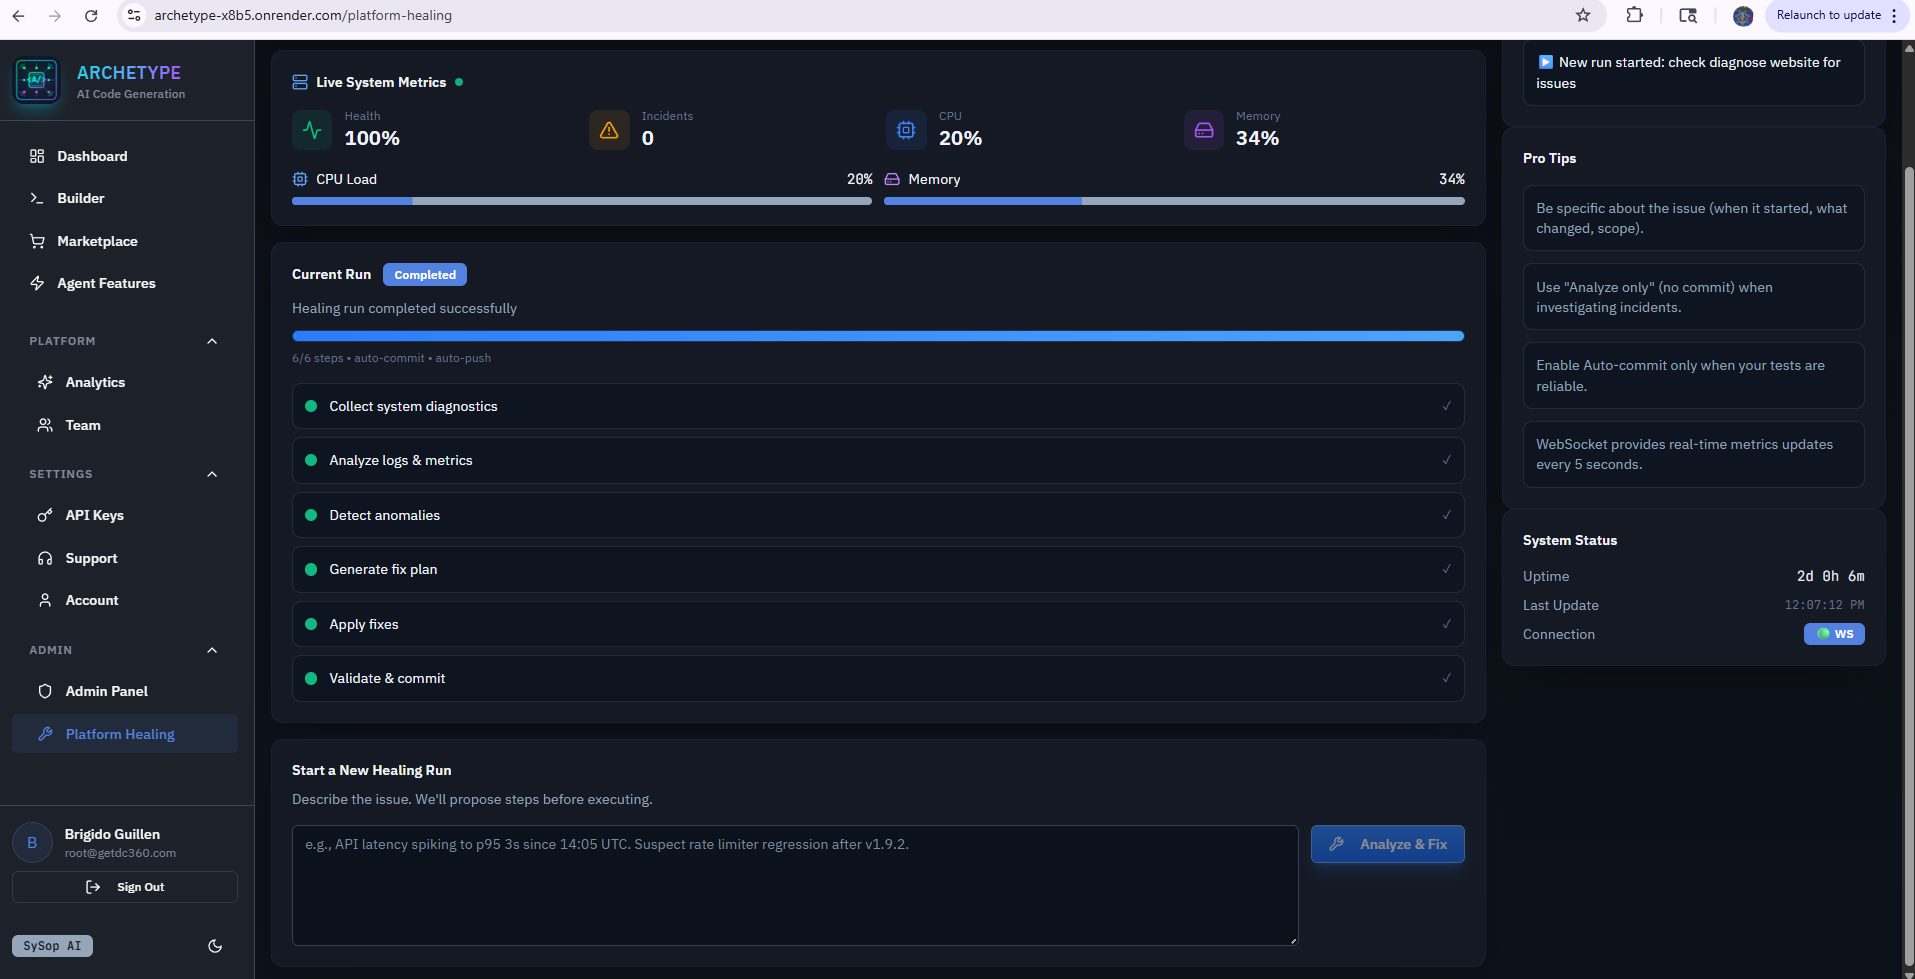 archetype-x8b5.onrender.com/platform-healing
Relaunch to update
ARCHETYPE
AI Code Generation
Dashboard
Builder
Marketplace
Agent Features
PLATFORM
Analytics
Team
SETTINGS
API Keys
Support
Account
ADMIN
Admin Panel
Platform Healing
B
Brigido Guillen
root@getdc360.com
Sign Out
SySop AI
Live System Metrics
Health
100%
Incidents
0
CPU
20%
Memory
34%
CPU Load 20%
Memory 34%
Current Run Completed
Healing run completed successfully
6/6 steps • auto-commit • auto-push
Collect system diagnostics ✓
Analyze logs & metrics ✓
Detect anomalies ✓
Generate fix plan ✓
Apply fixes ✓
Validate & commit ✓
Start a New Healing Run
Describe the issue. We'll propose steps before executing.
e.g., API latency spiking to p95 3s since 14:05 UTC. Suspect rate limiter regression after v1.9.2.
Analyze & Fix
New run started: check diagnose website for
issues
Pro Tips
Be specific about the issue (when it started, what
changed, scope).
Use "Analyze only" (no commit) when
investigating incidents.
Enable Auto-commit only when your tests are
reliable.
WebSocket provides real-time metrics updates
every 5 seconds.
System Status
Uptime 2d 0h 6m
Last Update 12:07:12 PM
Connection WS